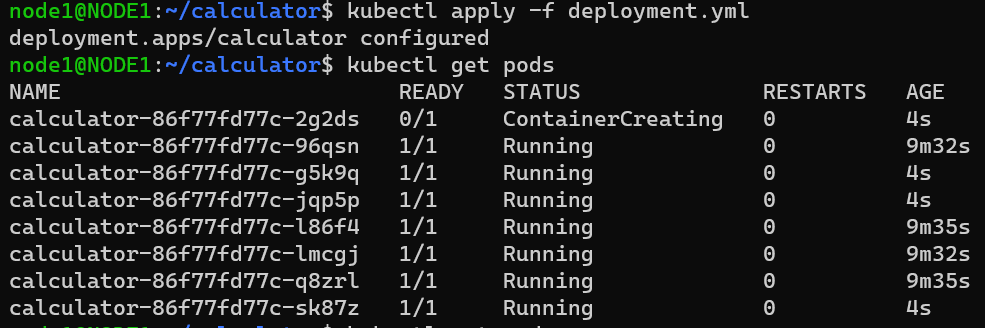 node1@NODE1:~/calculator$ kubectl apply -f deployment.yml
deployment.apps/calculator configured
node1@NODE1:~/calculator$ kubectl get pods
NAME READY STATUS RESTARTS AGE
calculator-86f77fd77c-2g2ds 0/1 ContainerCreating 0 4s
calculator-86f77fd77c-96qsn 1/1 Running 0 9m32s
calculator-86f77fd77c-g5k9q 1/1 Running 0 4s
calculator-86f77fd77c-jqp5p 1/1 Running 0 4s
calculator-86f77fd77c-l86f4 1/1 Running 0 9m35s
calculator-86f77fd77c-lmcgj 1/1 Running 0 9m32s
calculator-86f77fd77c-q8zrl 1/1 Running 0 9m35s
calculator-86f77fd77c-sk87z 1/1 Running 0 4s